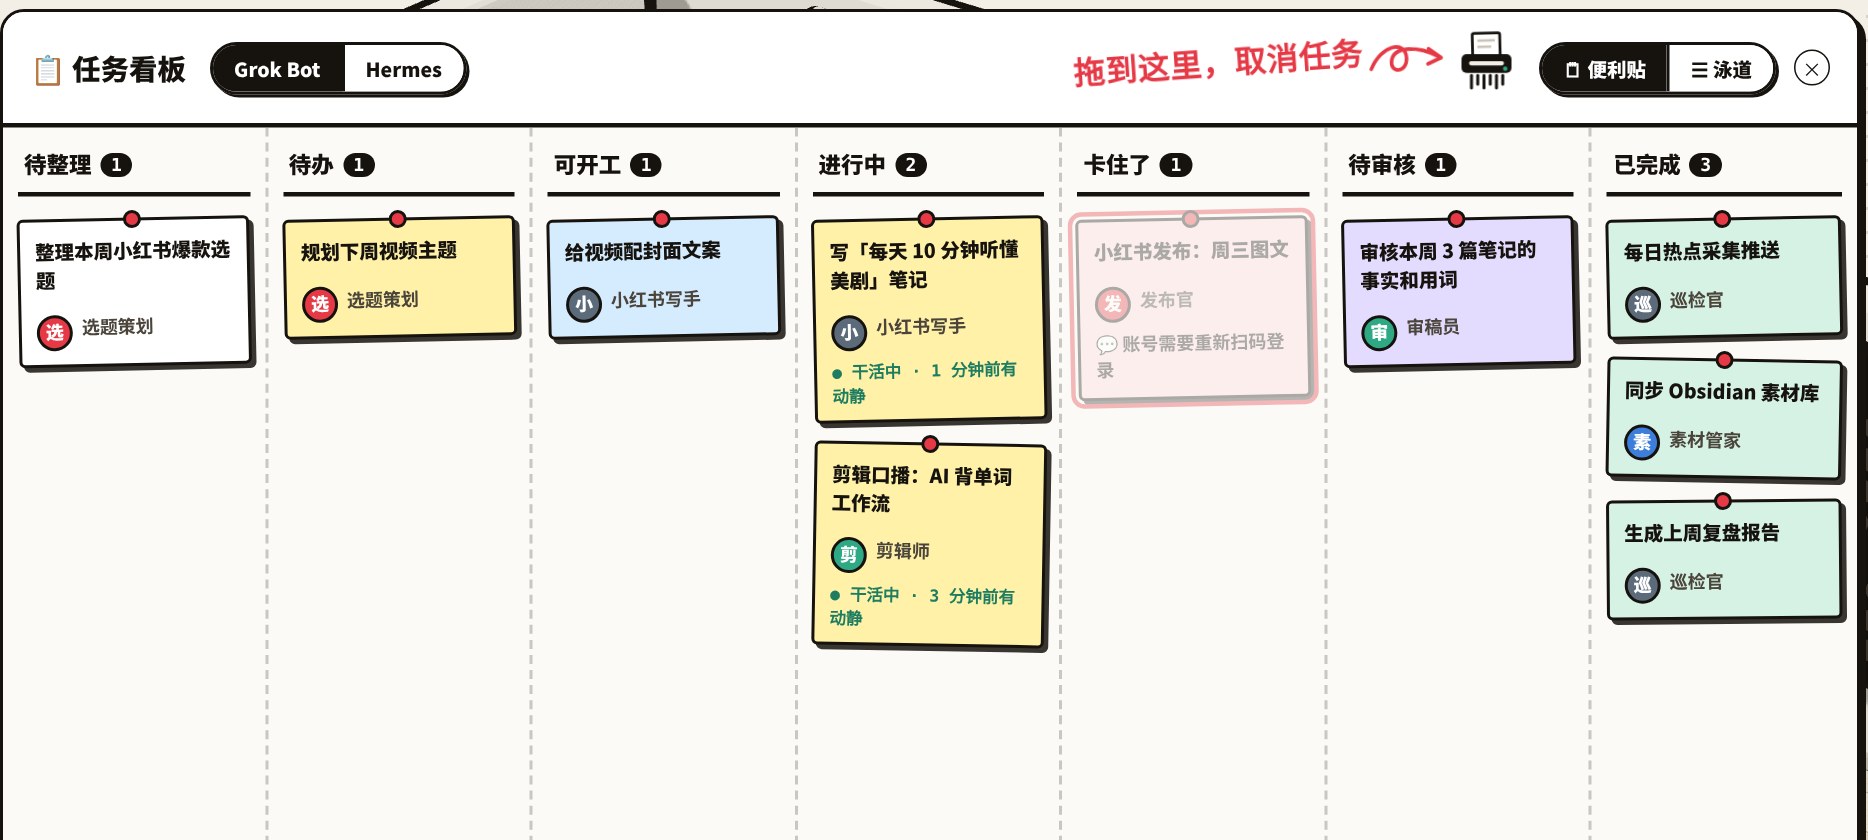 任务看板
Grok Bot
Hermes
拖到这里，取消任务
便利贴
泳道
待整理 1
整理本周小红书爆款选
题
选 选题策划
待办 1
规划下周视频主题
选 选题策划
可开工 1
给视频配封面文案
小 小红书写手
进行中 2
写「每天 10 分钟听懂
美剧」笔记
小 小红书写手
● 干活中 · 1 分钟前有
动静
剪辑口播：AI 背单词
工作流
剪 剪辑师
● 干活中 · 3 分钟前有
动静
卡住了 1
小红书发布：周三图文
发 发布官
账号需要重新扫码登
录
待审核 1
审核本周 3 篇笔记的
事实和用词
审 审稿员
已完成 3
每日热点采集推送
巡 巡检官
同步 Obsidian 素材库
素 素材管家
生成上周复盘报告
巡 巡检官